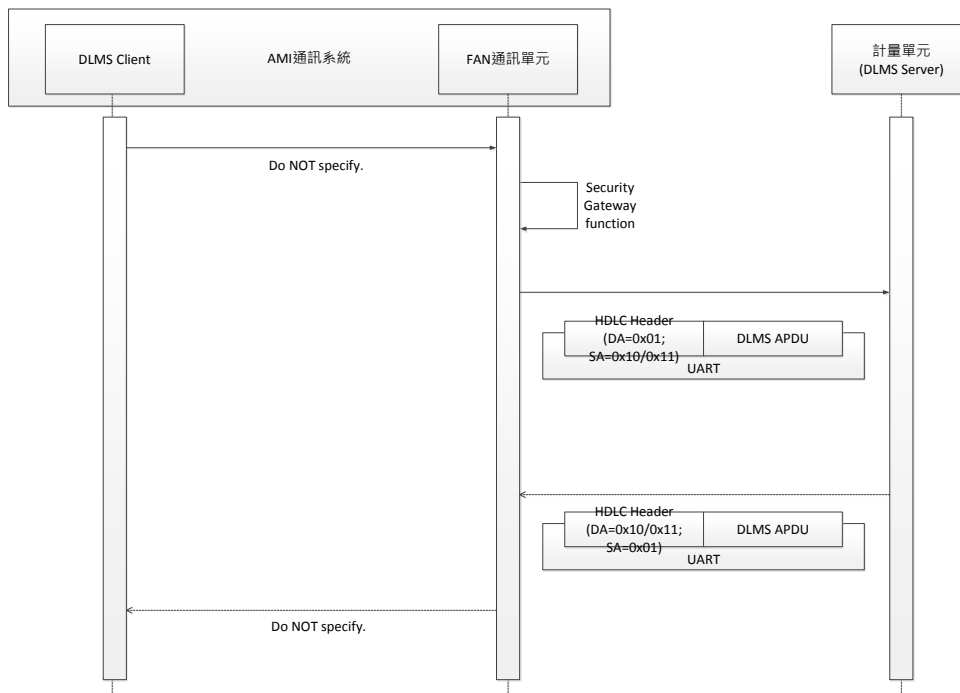 AMI通訊系統
DLMS Client
FAN通訊單元
計量單元
(DLMS Server)
Do NOT specify.
Security
Gateway
function
HDLC Header
(DA=0x01;
SA=0x10/0x11)
DLMS APDU
UART
HDLC Header
(DA=0x10/0x11;
SA=0x01)
DLMS APDU
UART
Do NOT specify.